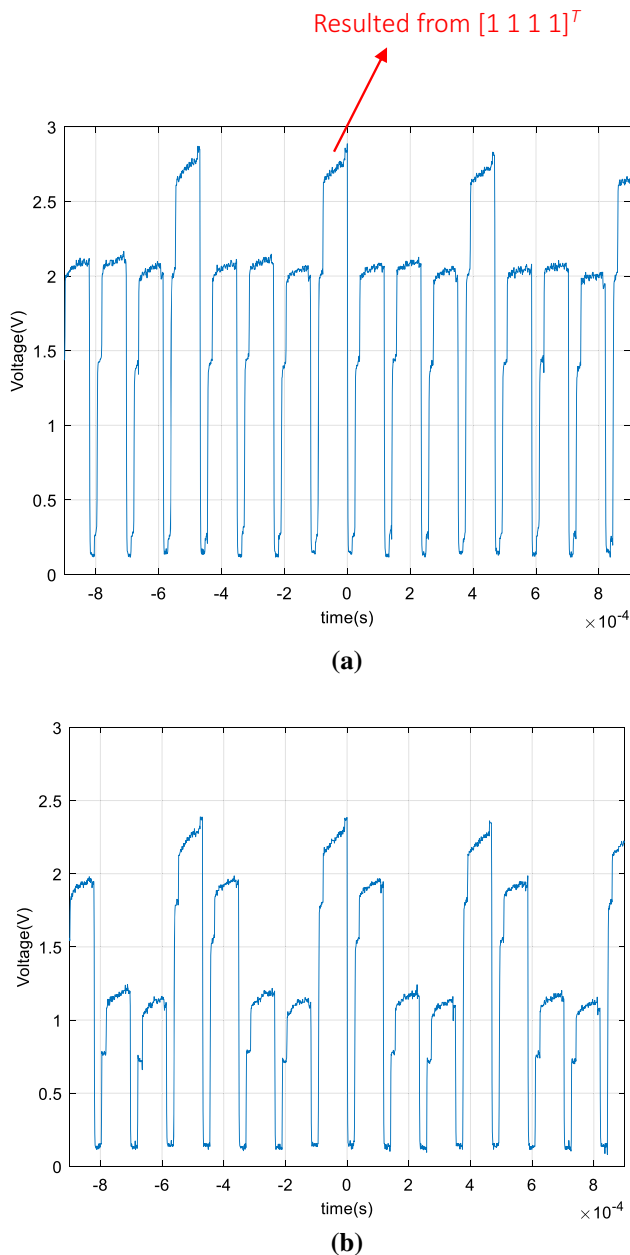 Resulted from [1 1 1 1]ᵀ
3
2.5
2
1.5
1
0.5
0
Voltage(V)
-8 -6 -4 -2 0 2 4 6 8
time(s)
×10⁻⁴
(a)
3
2.5
2
1.5
1
0.5
0
Voltage(V)
-8 -6 -4 -2 0 2 4 6 8
time(s)
×10⁻⁴
(b)